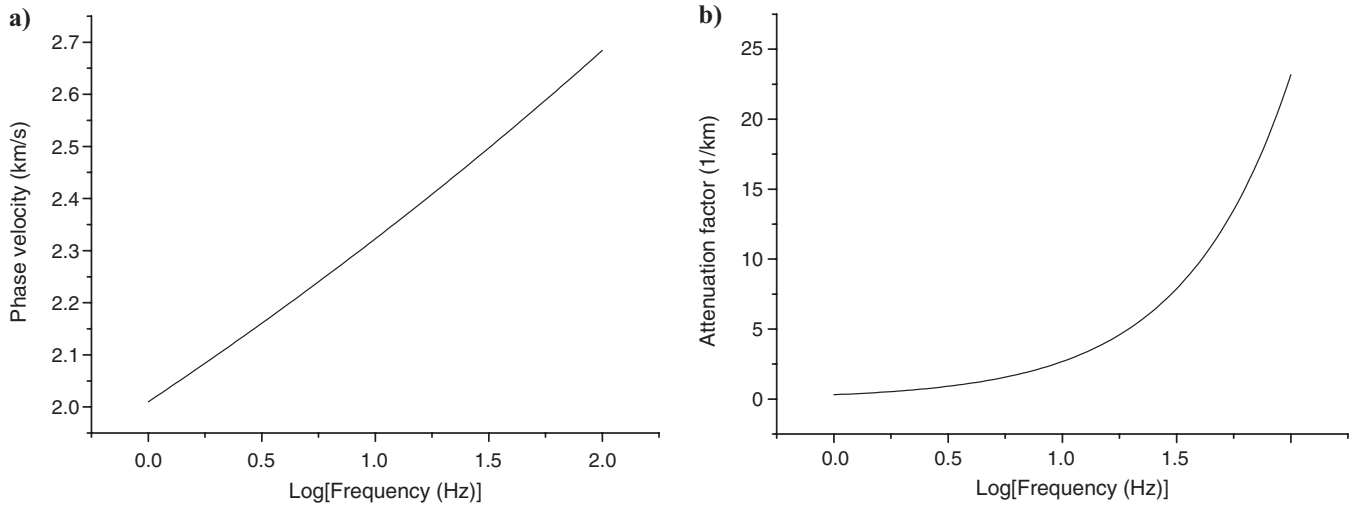 a)
Phase velocity (km/s)
2.7
2.6
2.5
2.4
2.3
2.2
2.1
2.0
0.0 0.5 1.0 1.5 2.0
Log[Frequency (Hz)]
b)
Attenuation factor (1/km)
25
20
15
10
5
0
0.0 0.5 1.0 1.5
Log[Frequency (Hz)]